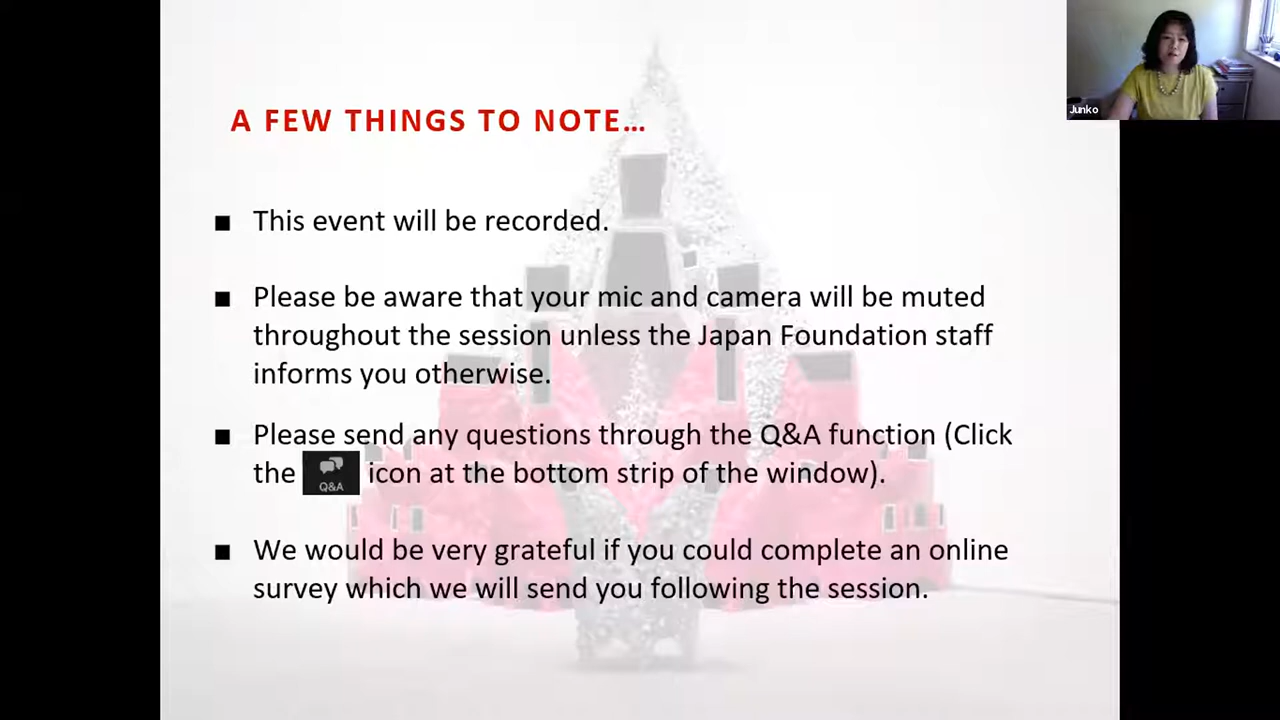 Junko
A FEW THINGS TO NOTE…
■ This event will be recorded.
■ Please be aware that your mic and camera will be muted
throughout the session unless the Japan Foundation staff
informs you otherwise.
■ Please send any questions through the Q&A function (Click
the Q&A icon at the bottom strip of the window).
■ We would be very grateful if you could complete an online
survey which we will send you following the session.